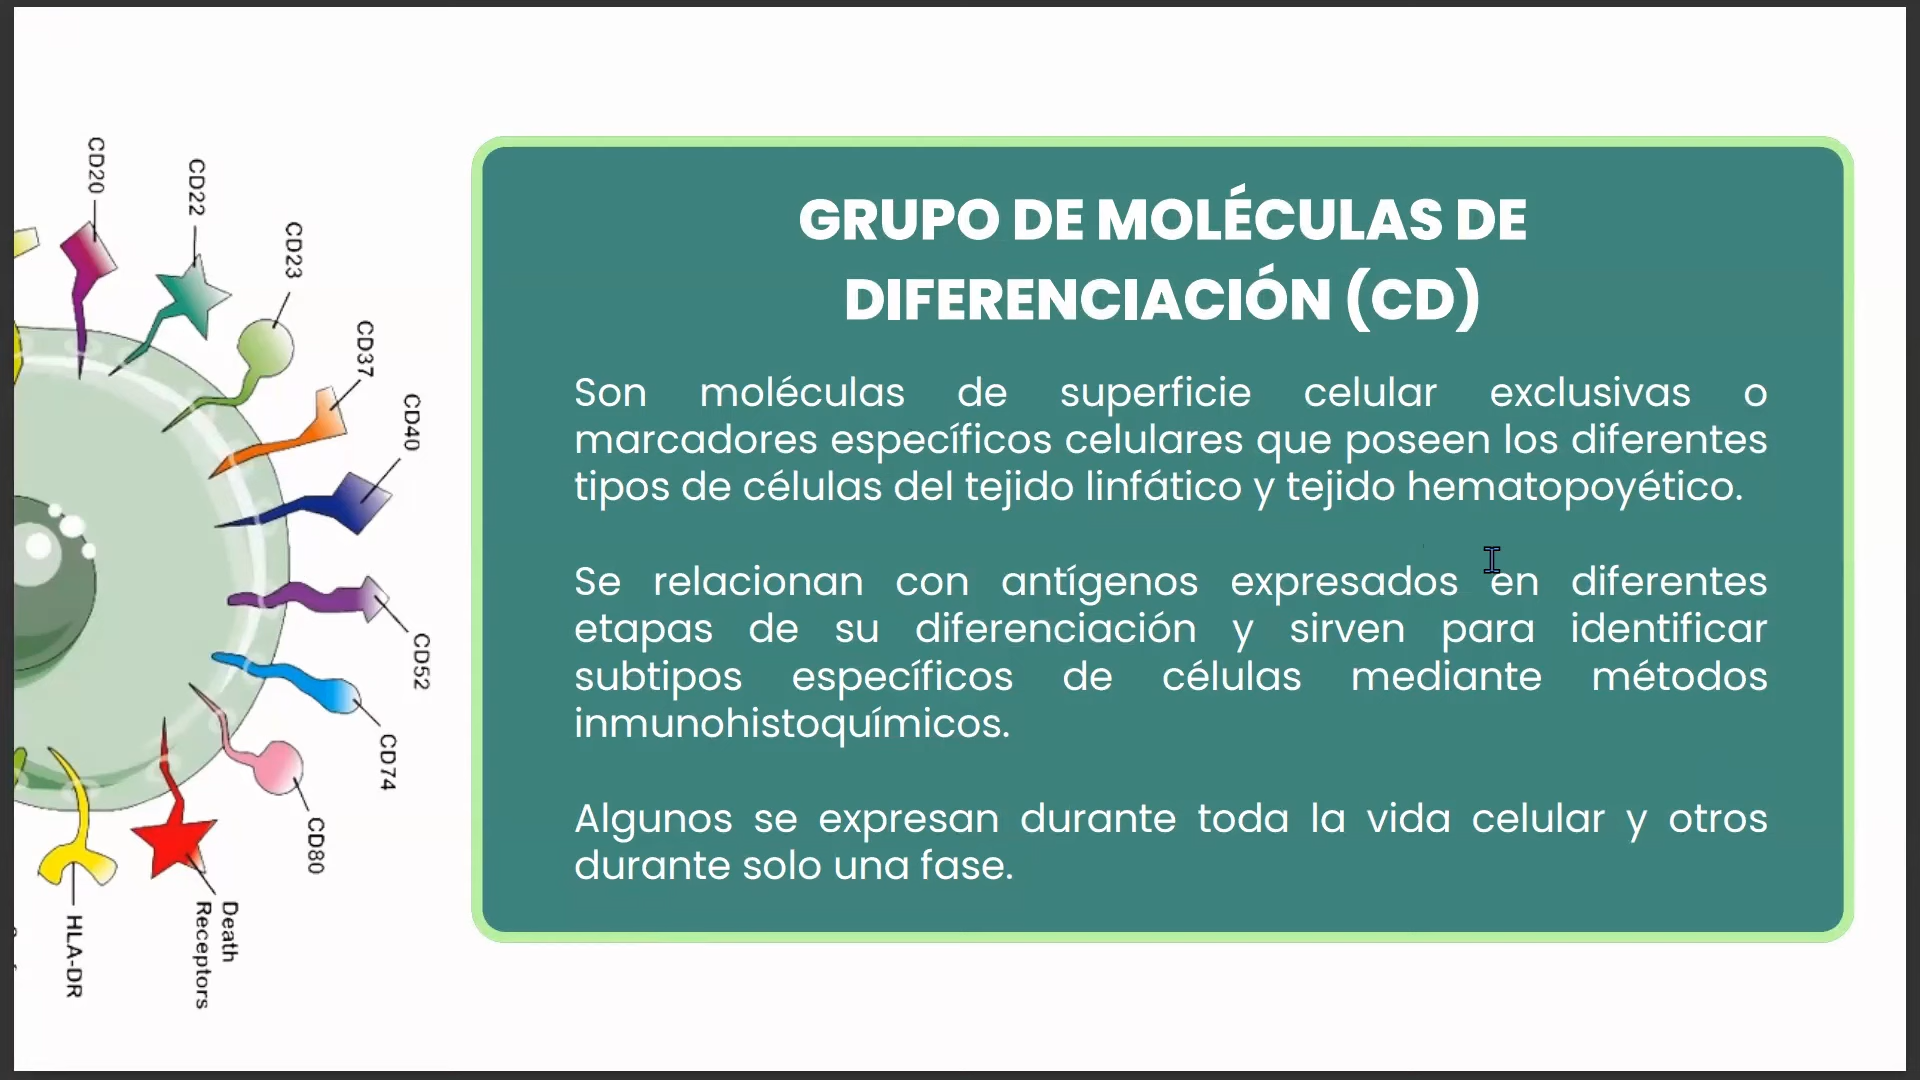 CD20
CD22
CD23
CD37
CD40
CD52
CD74
CD80
Death
Receptors
HLA-DR
GRUPO DE MOLÉCULAS DE
DIFERENCIACIÓN (CD)
Son moléculas de superficie celular exclusivas o
marcadores específicos celulares que poseen los diferentes
tipos de células del tejido linfático y tejido hematopoyético.
Se relacionan con antígenos expresados en diferentes
etapas de su diferenciación y sirven para identificar
subtipos específicos de células mediante métodos
inmunohistoquímicos.
Algunos se expresan durante toda la vida celular y otros
durante solo una fase.